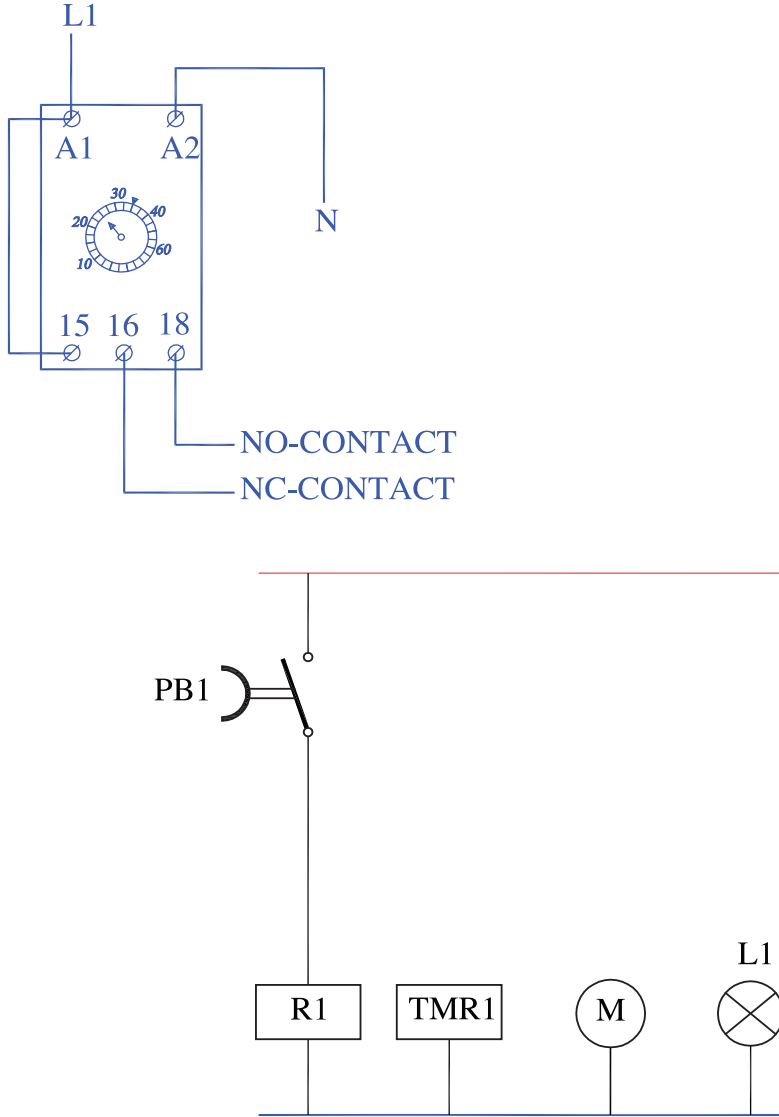 L1
A1 A2
30
20 40
10 60
N
15 16 18
NO-CONTACT
NC-CONTACT
PB1
L1
R1 TMR1 M